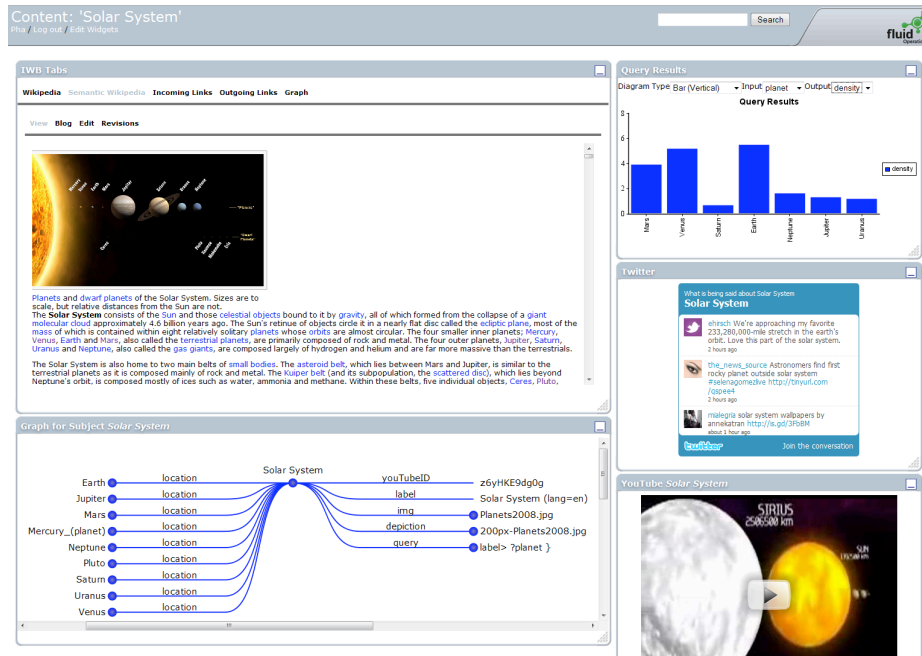 Content: 'Solar System'
Pha / Log out / Edit Widgets
Search
fluid
Operations
IWB Tabs
Wikipedia Semantic Wikipedia Incoming Links Outgoing Links Graph
View Blog Edit Revisions
Mercury
Venus
Earth
Mars
Jupiter
Saturn
Uranus
Neptune
"Planets"
Ceres
Pluto
Haumea
Makemake
Eris
"Dwarf
Planets"
Planets and dwarf planets of the Solar System. Sizes are to
scale, but relative distances from the Sun are not.
The Solar System consists of the Sun and those celestial objects bound to it by gravity, all of which formed from the collapse of a giant
molecular cloud approximately 4.6 billion years ago. The Sun's retinue of objects circle it in a nearly flat disc called the ecliptic plane, most of the
mass of which is contained within eight relatively solitary planets whose orbits are almost circular. The four smaller inner planets; Mercury,
Venus, Earth and Mars, also called the terrestrial planets, are primarily composed of rock and metal. The four outer planets, Jupiter, Saturn,
Uranus and Neptune, also called the gas giants, are composed largely of hydrogen and helium and are far more massive than the terrestrials.
The Solar System is also home to two main belts of small bodies. The asteroid belt, which lies between Mars and Jupiter, is similar to the
terrestrial planets as it is composed mainly of rock and metal. The Kuiper belt (and its subpopulation, the scattered disc), which lies beyond
Neptune's orbit, is composed mostly of ices such as water, ammonia and methane. Within these belts, five individual objects, Ceres, Pluto,
Graph for Subject Solar System
Solar System
Earth location
Jupiter location
Mars location
Mercury_(planet) location
Neptune location
Pluto location
Saturn location
Uranus location
Venus location
youTubeID z6yHKE9dg0g
label Solar System (lang=en)
img Planets2008.jpg
depiction 200px-Planets2008.jpg
query label> ?planet }
Query Results
Diagram Type Bar (Vertical) Input planet Output density
Query Results
8
6
4
2
0
Mars
Venus
Saturn
Earth
Neptune
Jupiter
Uranus
density
Twitter
What is being said about Solar System
Solar System
ehirsch We're approaching my favorite
233,280,000-mile stretch in the earth's
orbit. Love this part of the solar system.
2 hours ago
the_news_source Astronomers find first
rocky planet outside solar system
#selenagomezlive http://tinyurl.com
/qspee4
2 hours ago
mialegria solar system wallpapers by
annekatran http://is.gd/3FbBM
about 1 hour ago
twitter Join the conversation
YouTube Solar System
SIRIUS
2506500 km
SUN